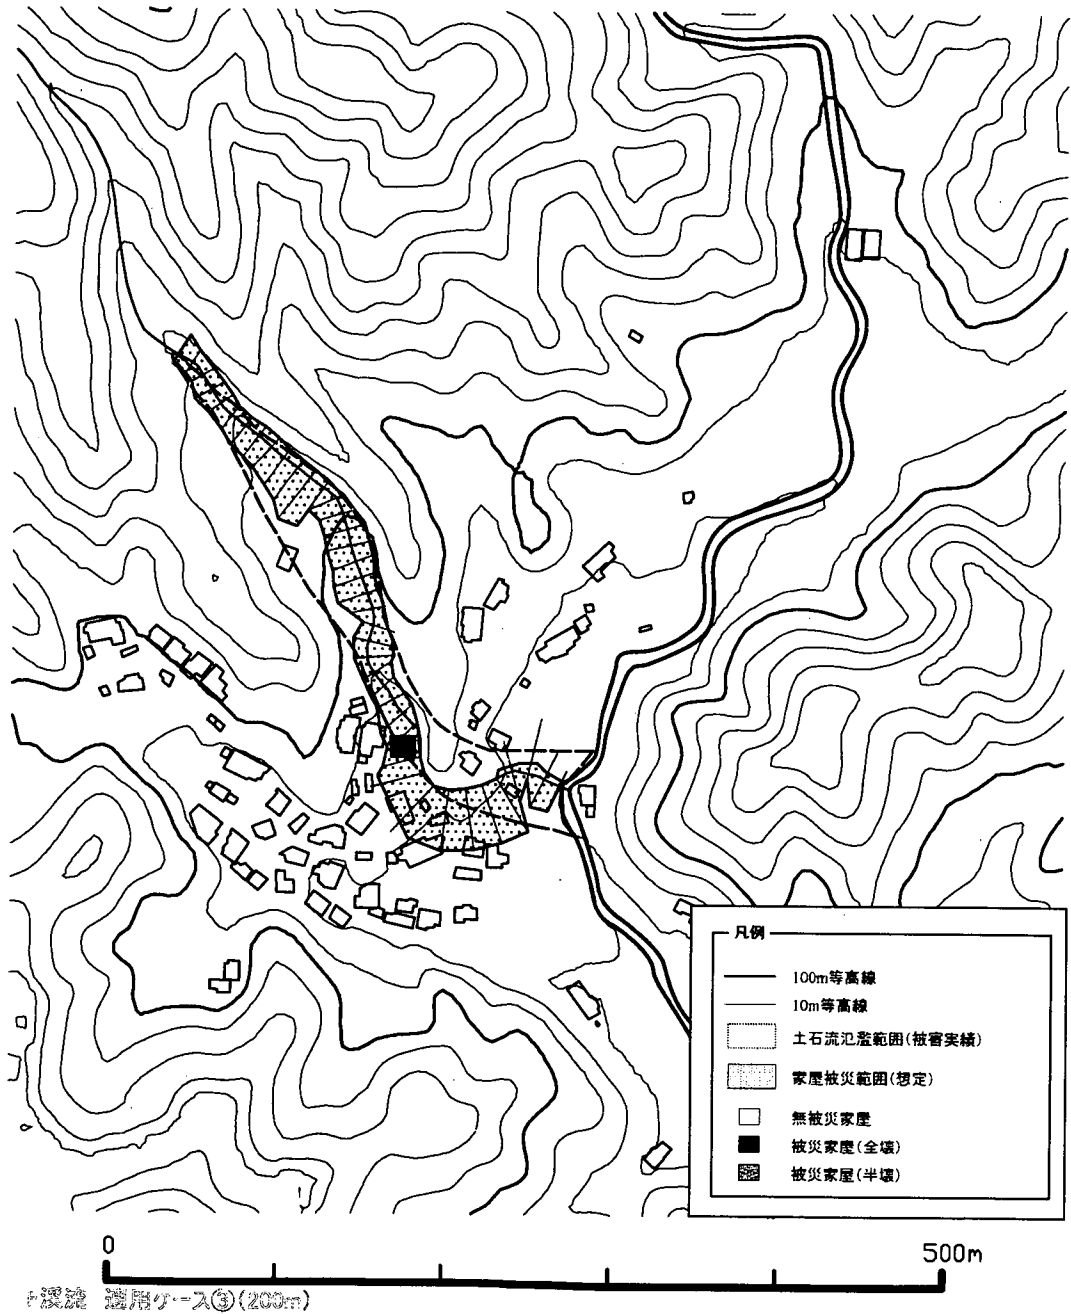 凡例
100m等高線
10m等高線
土石流氾濫範囲(被害実績)
家屋被災範囲(想定)
無被災家屋
被災家屋(全壊)
被災家屋(半壊)
0 500m
渓流 適用ケース③(200m)